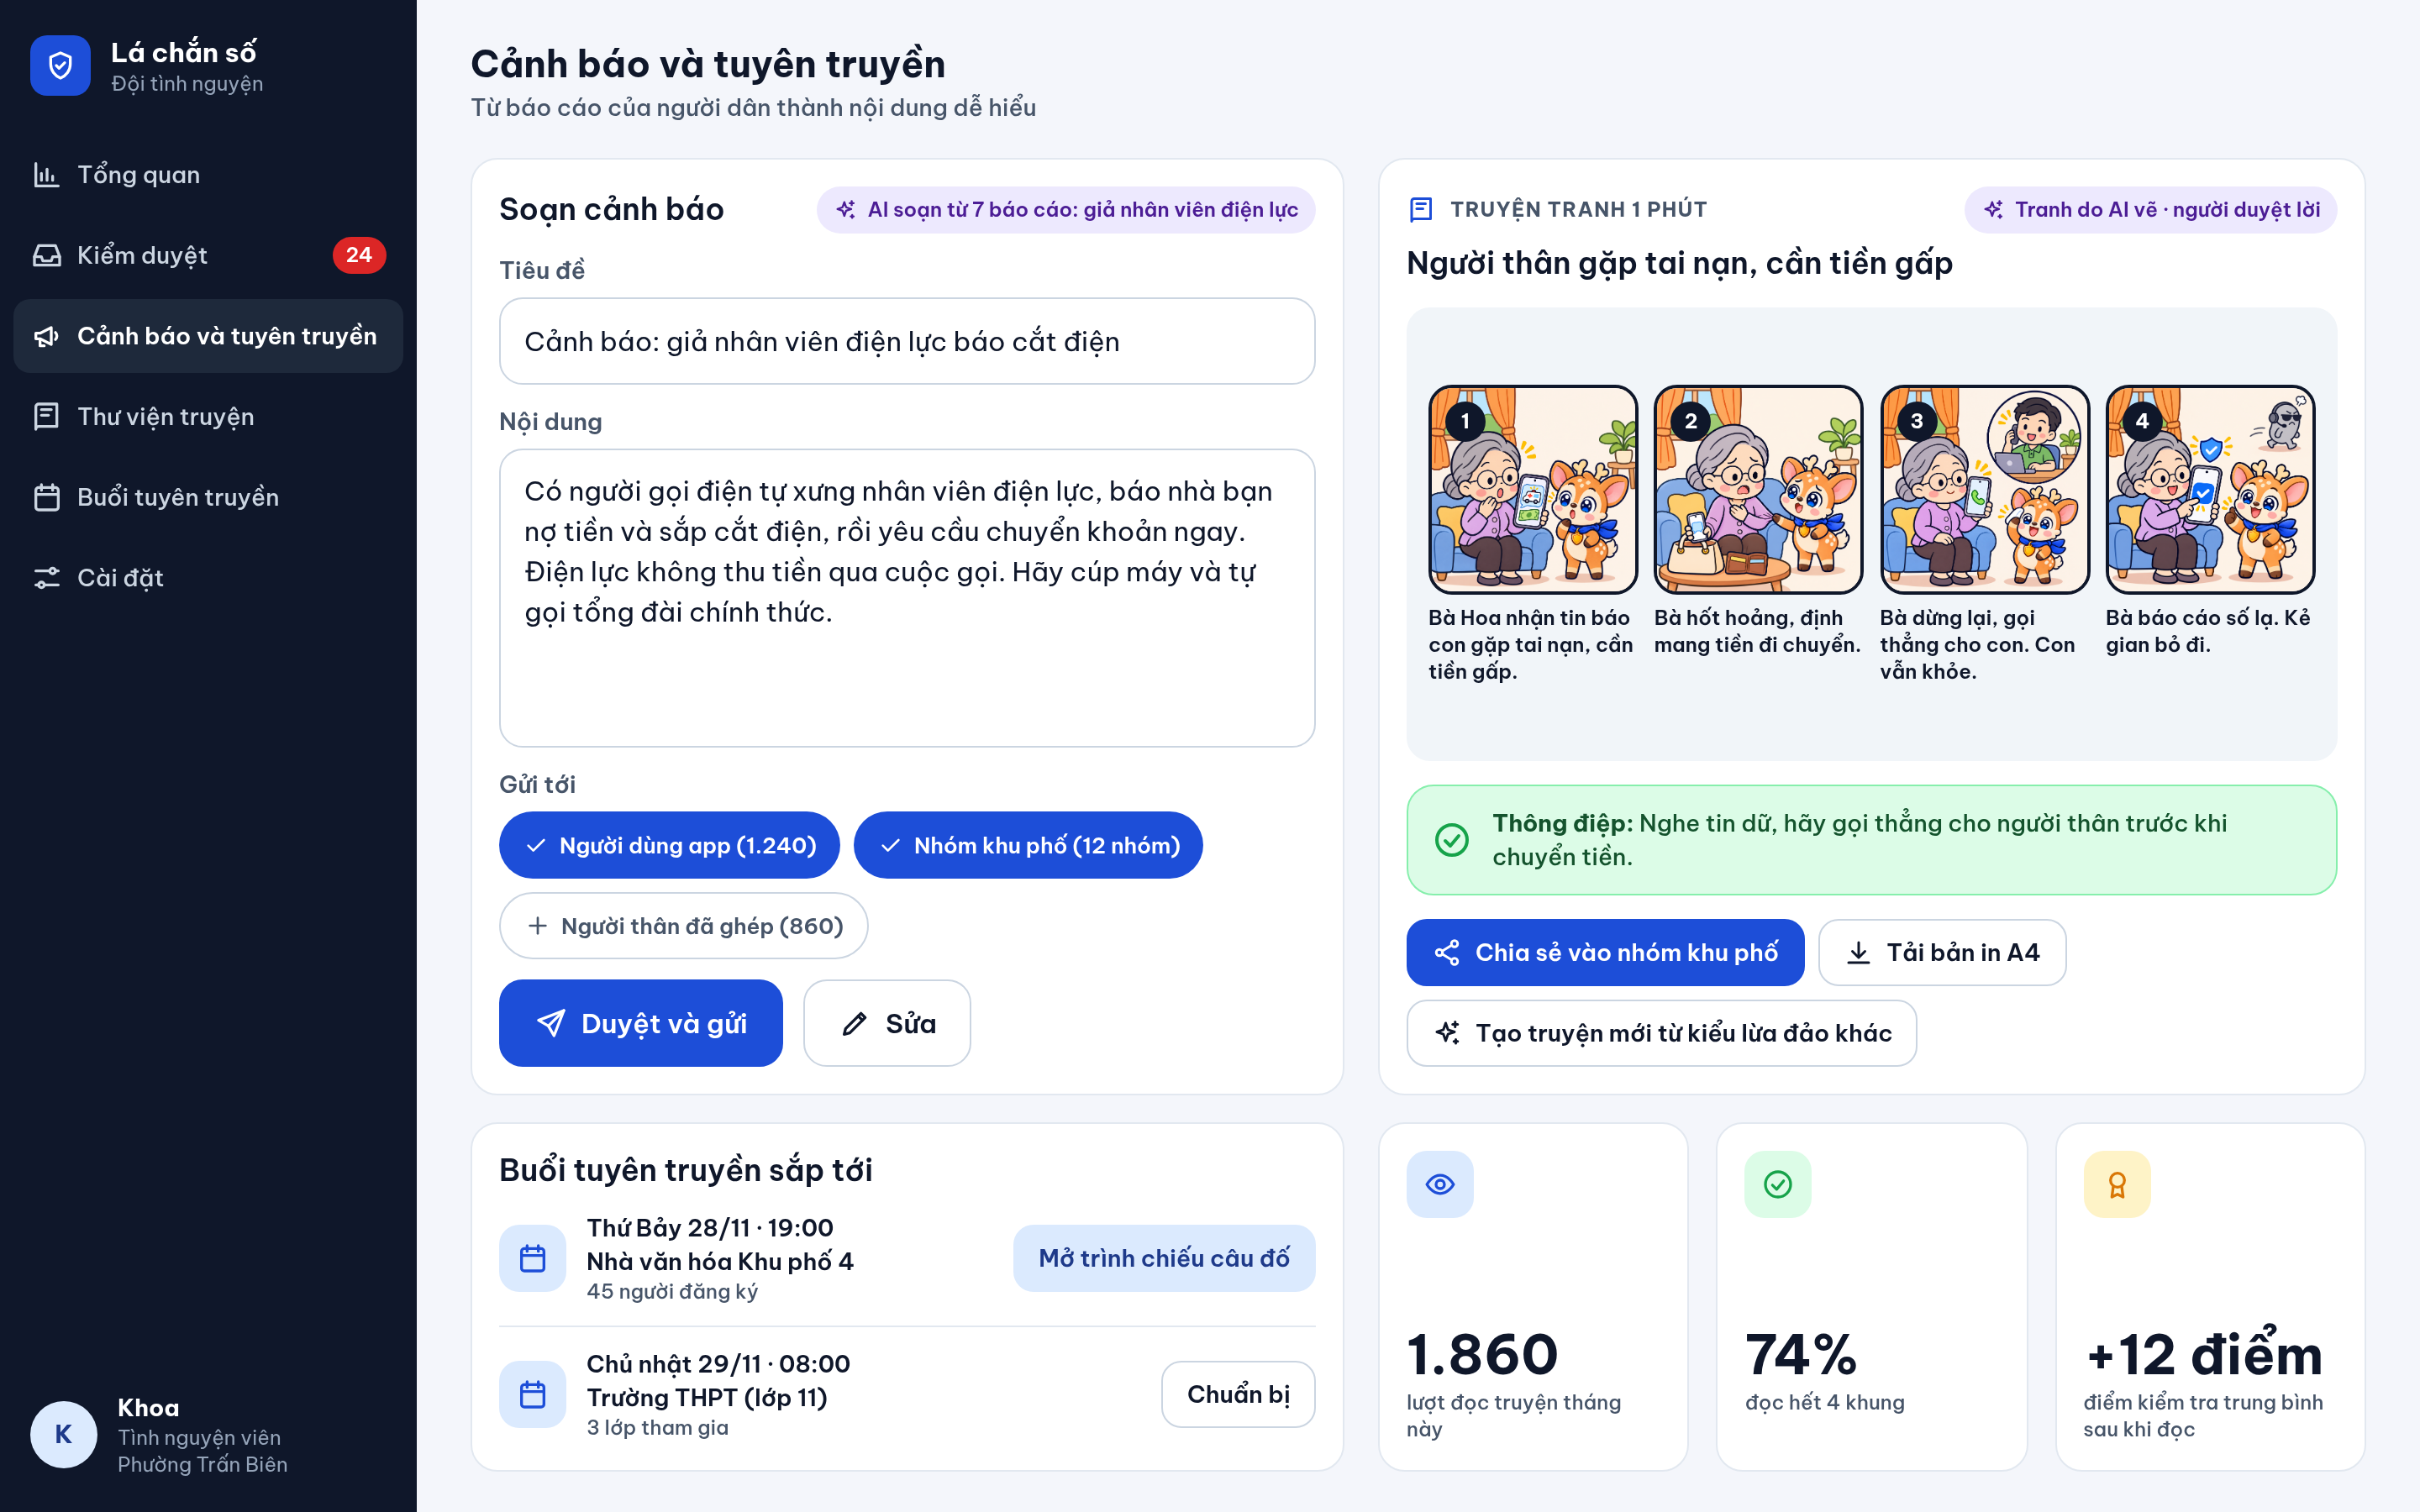 Lá chắn số
Đội tình nguyện
Tổng quan
Kiểm duyệt
24
Cảnh báo và tuyên truyền
Thư viện truyện
Buổi tuyên truyền
Cài đặt
Khoa
Tình nguyện viên
Phường Trấn Biên
Cảnh báo và tuyên truyền
Từ báo cáo của người dân thành nội dung dễ hiểu
Soạn cảnh báo
AI soạn từ 7 báo cáo: giả nhân viên điện lực
Tiêu đề
Cảnh báo: giả nhân viên điện lực báo cắt điện
Nội dung
Có người gọi điện tự xưng nhân viên điện lực, báo nhà bạn
nợ tiền và sắp cắt điện, rồi yêu cầu chuyển khoản ngay.
Điện lực không thu tiền qua cuộc gọi. Hãy cúp máy và tự
gọi tổng đài chính thức.
Gửi tới
Người dùng app (1.240)
Nhóm khu phố (12 nhóm)
Người thân đã ghép (860)
Duyệt và gửi
Sửa
TRUYỆN TRANH 1 PHÚT
Tranh do AI vẽ · người duyệt lời
Người thân gặp tai nạn, cần tiền gấp
1
2
3
4
Bà Hoa nhận tin báo
con gặp tai nạn, cần
tiền gấp.
Bà hốt hoảng, định
mang tiền đi chuyển.
Bà dừng lại, gọi
thẳng cho con. Con
vẫn khỏe.
Bà báo cáo số lạ. Kẻ
gian bỏ đi.
Thông điệp: Nghe tin dữ, hãy gọi thẳng cho người thân trước khi
chuyển tiền.
Chia sẻ vào nhóm khu phố
Tải bản in A4
Tạo truyện mới từ kiểu lừa đảo khác
Buổi tuyên truyền sắp tới
Thứ Bảy 28/11 · 19:00
Nhà văn hóa Khu phố 4
45 người đăng ký
Mở trình chiếu câu đố
Chủ nhật 29/11 · 08:00
Trường THPT (lớp 11)
3 lớp tham gia
Chuẩn bị
1.860
lượt đọc truyện tháng
này
74%
đọc hết 4 khung
+12 điểm
điểm kiểm tra trung bình
sau khi đọc